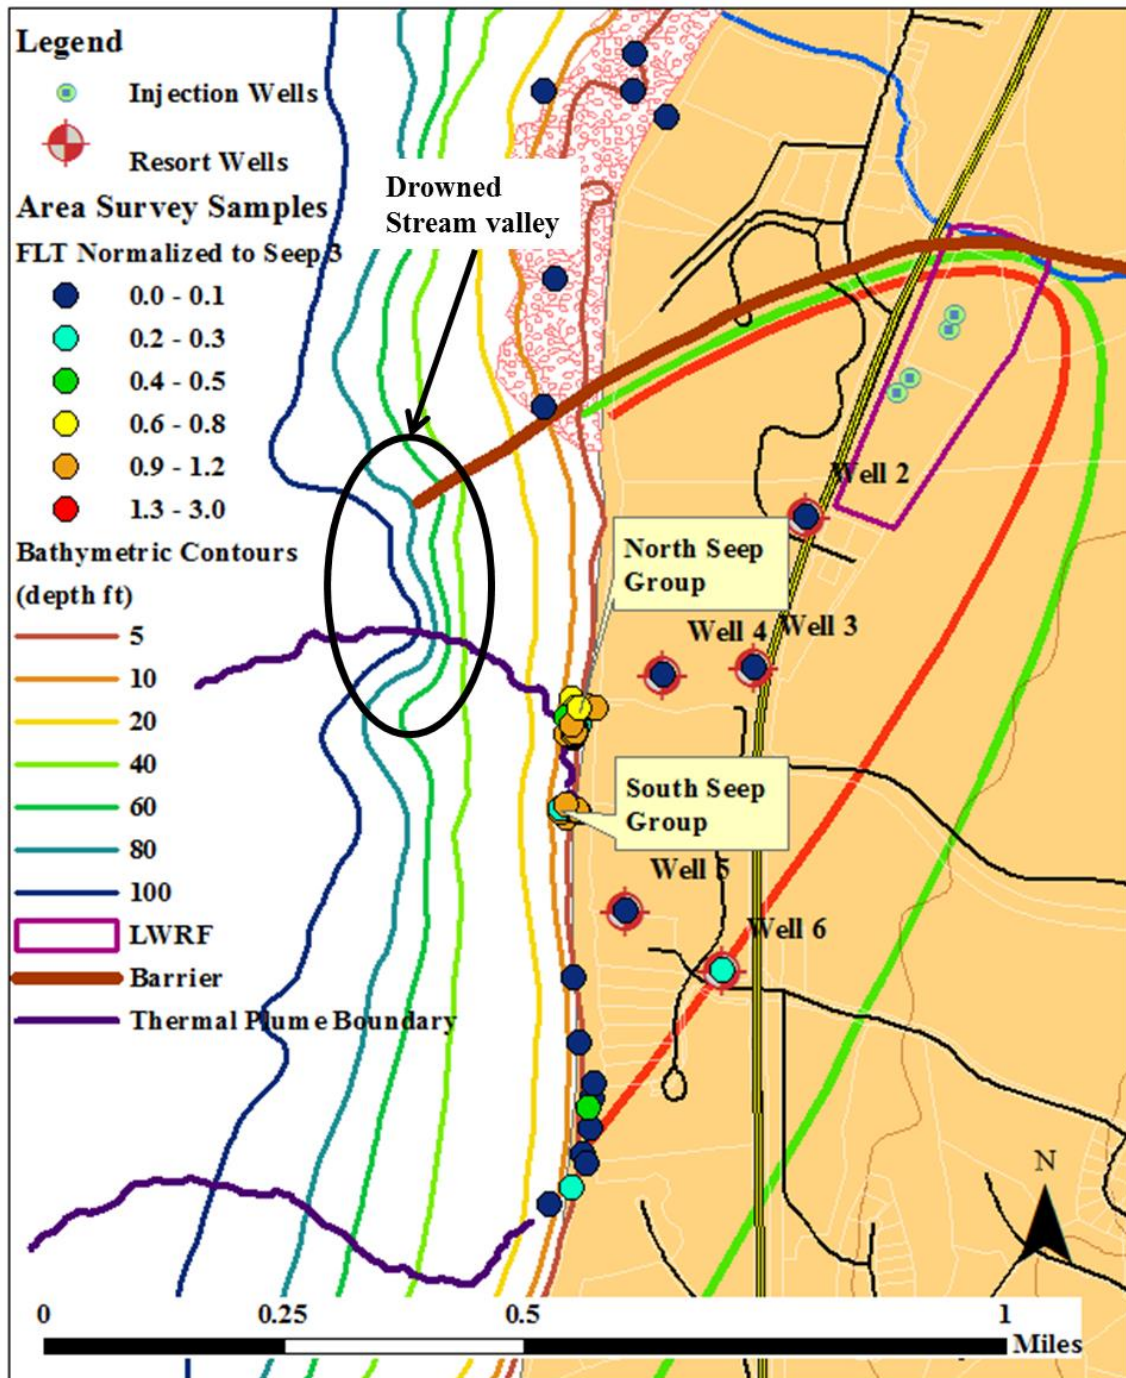 Legend
Injection Wells
Resort Wells
Area Survey Samples
FLT Normalized to Seep 3
0.0 - 0.1
0.2 - 0.3
0.4 - 0.5
0.6 - 0.8
0.9 - 1.2
1.3 - 3.0
Bathymetric Contours
(depth ft)
5
10
20
40
60
80
100
LWRF
Barrier
Thermal Plume Boundary
Drowned
Stream valley
Well 2
North Seep
Group
Well 4
Well 3
South Seep
Group
Well 5
Well 6
N
0
0.25
0.5
1
Miles